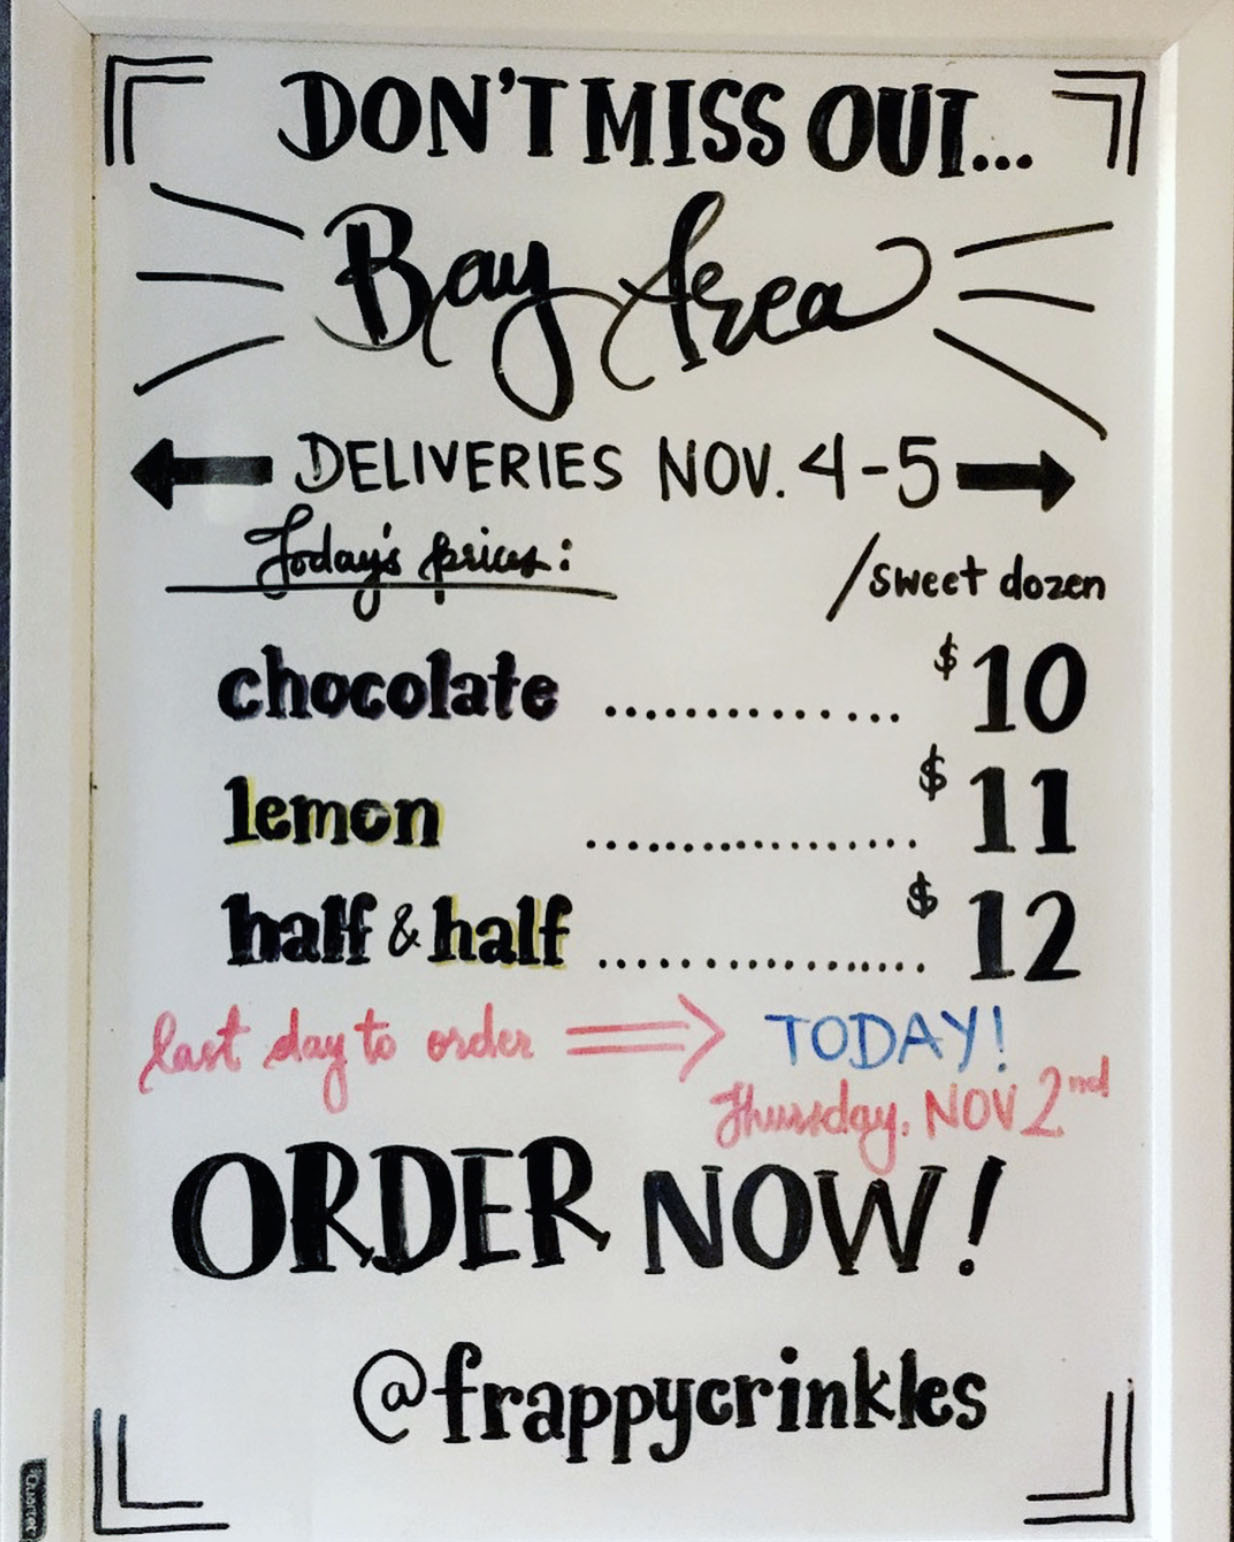 DON'T MISS OUT...
Bay Area
DELIVERIES NOV. 4-5
Today's prices: /sweet dozen
chocolate .............. $10
lemon .................. $11
half & half .................. $12
last day to order TODAY!
Thursday, NOV 2nd
ORDER NOW!
@frappycrinkles
Quartet